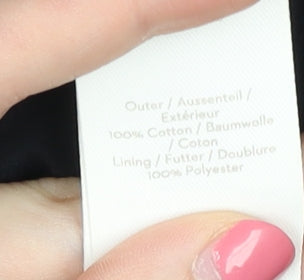 Outer / Aussenteil /
Extérieur
100% Cotton / Baumwolle
/ Coton
Lining / Futter / Doublure
100% Polyester